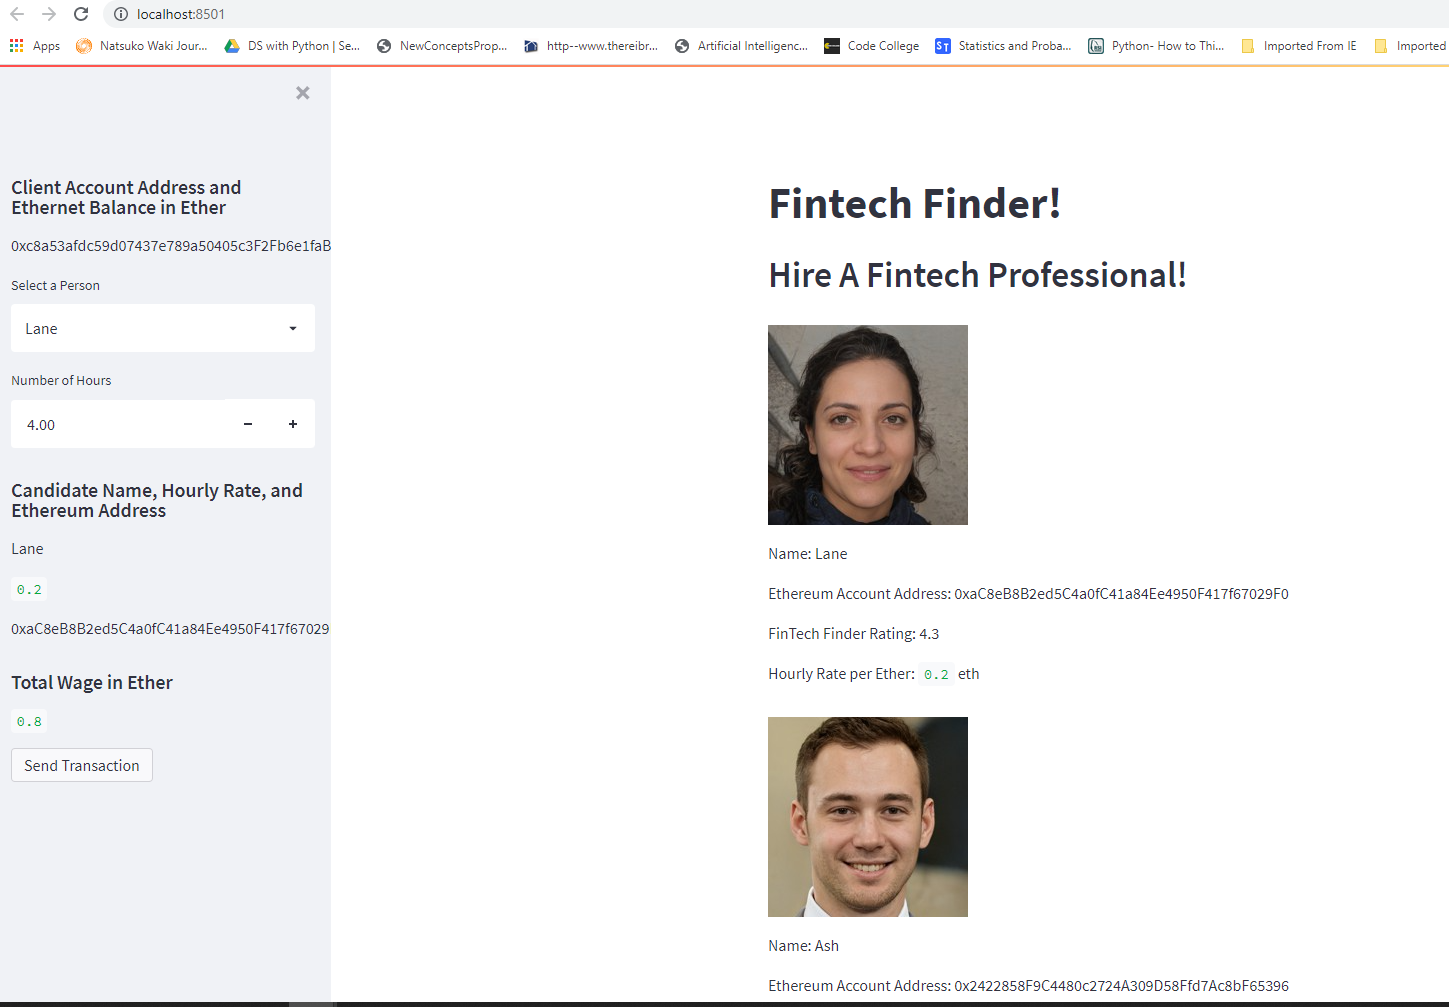 localhost:8501
Apps
Natsuko Waki Jour...
DS with Python | Se...
NewConceptsProp...
http--www.thereibr...
Artificial Intelligenc...
Code College
ST
Statistics and Proba...
Python- How to Thi...
Imported From IE
Imported
Client Account Address and
Ethernet Balance in Ether
0xc8a53afdc59d07437e789a50405c3F2Fb6e1faB
Select a Person
Lane
Number of Hours
4.00
Candidate Name, Hourly Rate, and
Ethereum Address
Lane
0.2
0xaC8eB8B2ed5C4a0fC41a84Ee4950F417f67029
Total Wage in Ether
0.8
Send Transaction
Fintech Finder!
Hire A Fintech Professional!
Name: Lane
Ethereum Account Address: 0xaC8eB8B2ed5C4a0fC41a84Ee4950F417f67029F0
FinTech Finder Rating: 4.3
Hourly Rate per Ether: 0.2 eth
Name: Ash
Ethereum Account Address: 0x2422858F9C4480c2724A309D58Ffd7Ac8bF65396